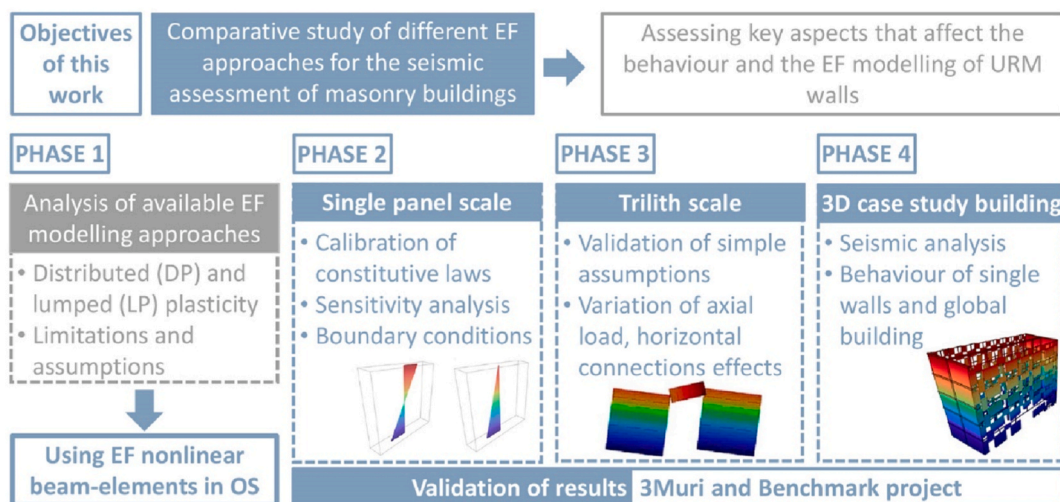 Objectives
of this
work
Comparative study of different EF
approaches for the seismic
assessment of masonry buildings
Assessing key aspects that affect the
behaviour and the EF modelling of URM
walls
PHASE 1
Analysis of available EF
modelling approaches
• Distributed (DP) and
lumped (LP) plasticity
• Limitations and
assumptions
Using EF nonlinear
beam-elements in OS
PHASE 2
Single panel scale
• Calibration of
constitutive laws
• Sensitivity analysis
• Boundary conditions
PHASE 3
Trilith scale
• Validation of simple
assumptions
• Variation of axial
load, horizontal
connections effects
PHASE 4
3D case study building
• Seismic analysis
• Behaviour of single
walls and global
building
Validation of results 3Muri and Benchmark project